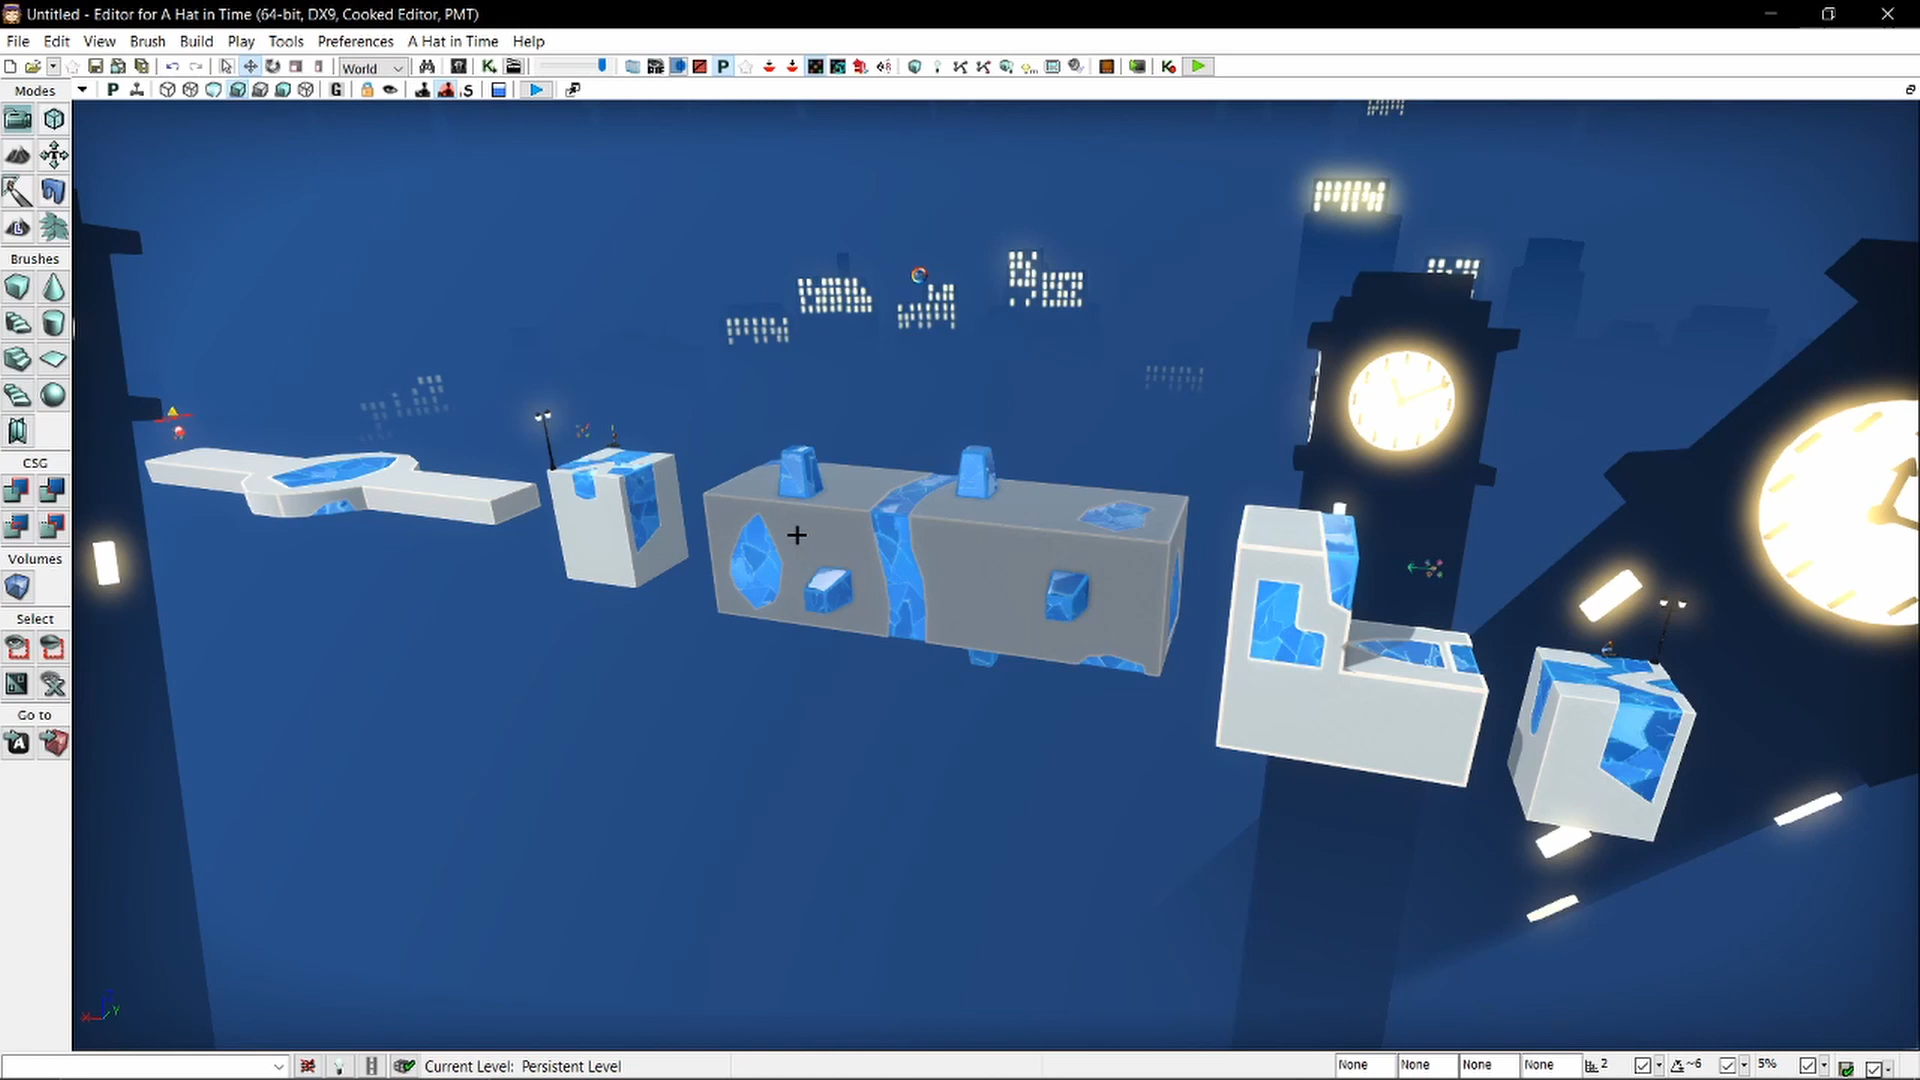 Untitled - Editor for A Hat in Time (64-bit, DX9, Cooked Editor, PMT)
File Edit View Brush Build Play Tools Preferences A Hat in Time Help
World
Modes P G S
Brushes
CSG
Volumes
Select
Go to
Current Level: Persistent Level None None None None 2 ~6 5%